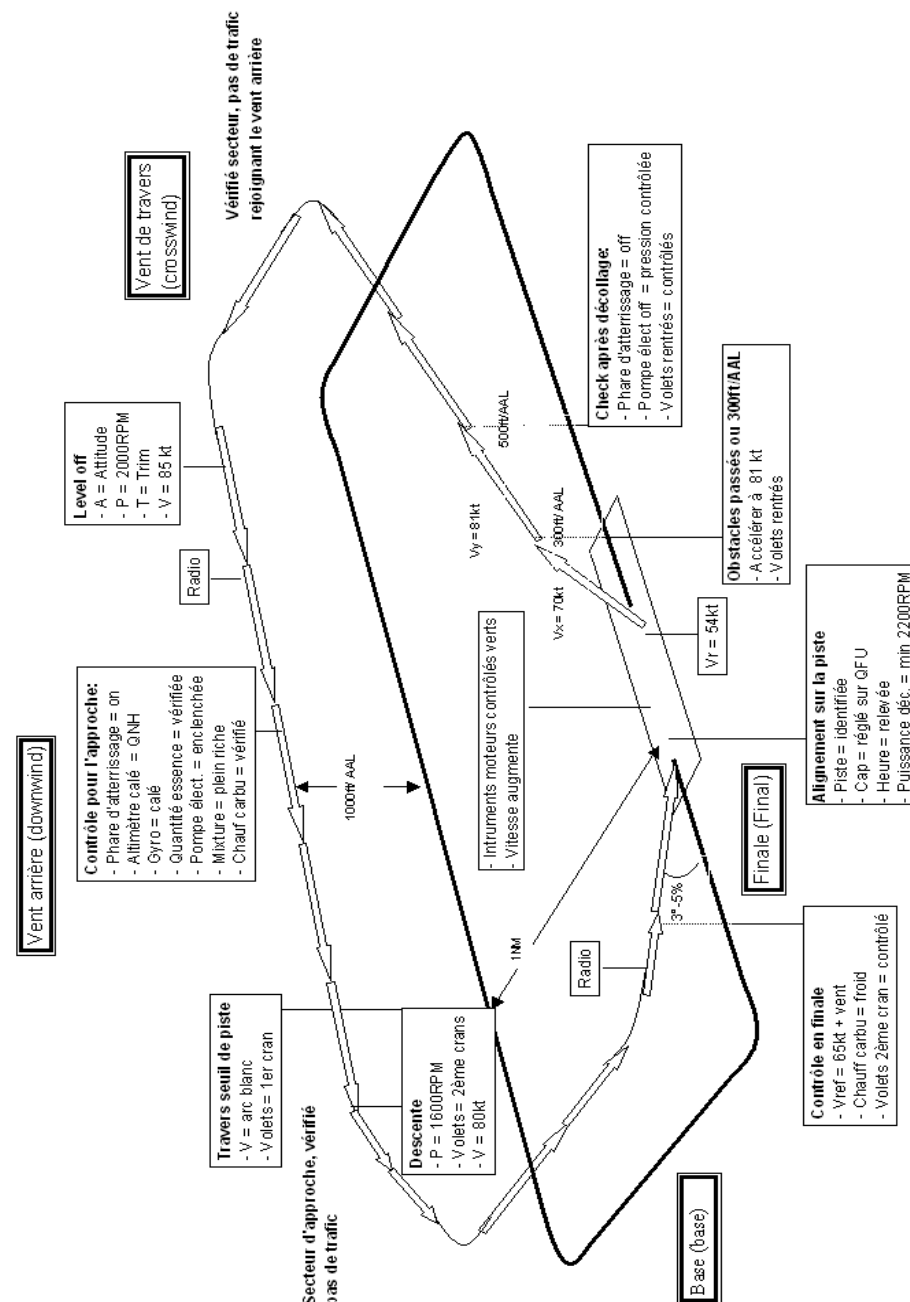 Vent arrière (downwind)
Vent de travers
(crosswind)
Vérifié secteur, pas de trafic
rejoignant le vent arrière
Level off
- A = Attitude
- P = 2000RPM
- T = Trim
- V = 85 kt
Radio
Contrôle pour l'approche:
- Phare d'atterrissage = on
- Altimètre calé = QNH
- Gyro = calé
- Quantité essence = vérifiée
- Pompe élect. = enclenchée
- Mixture = plein riche
- Chauf carbu = vérifié
1000ft/ AAL
Travers seuil de piste
- V = arc blanc
- Volets = 1er cran
Descente
- P = 1600RPM
- Volets = 2ème crans
- V = 80kt
Secteur d'approche, vérifié
pas de trafic
Base (base)
1NM
Radio
3°-5%
Contrôle en finale
- Vref = 65kt + vent
- Chauff carbu = froid
- Volets 2ème cran = contrôlé
Finale (Final)
Alignement sur la piste
- Piste = identifiée
- Cap = réglé sur QFU
- Heure = relevée
- Puissance déc. = min 2200RPM
- Intruments moteurs contrôlés verts
- Vitesse augmente
Vr = 54kt
Vx = 70kt
300ft/ AAL
Obstacles passés ou 300ft/AAL
- Accélérer à 81 kt
- Volets rentrés
Vy = 81kt
500ft/AAL
Check après décollage:
- Phare d'atterrissage = off
- Pompe élect off = pression contrôlée
- Volets rentrés = contrôlés